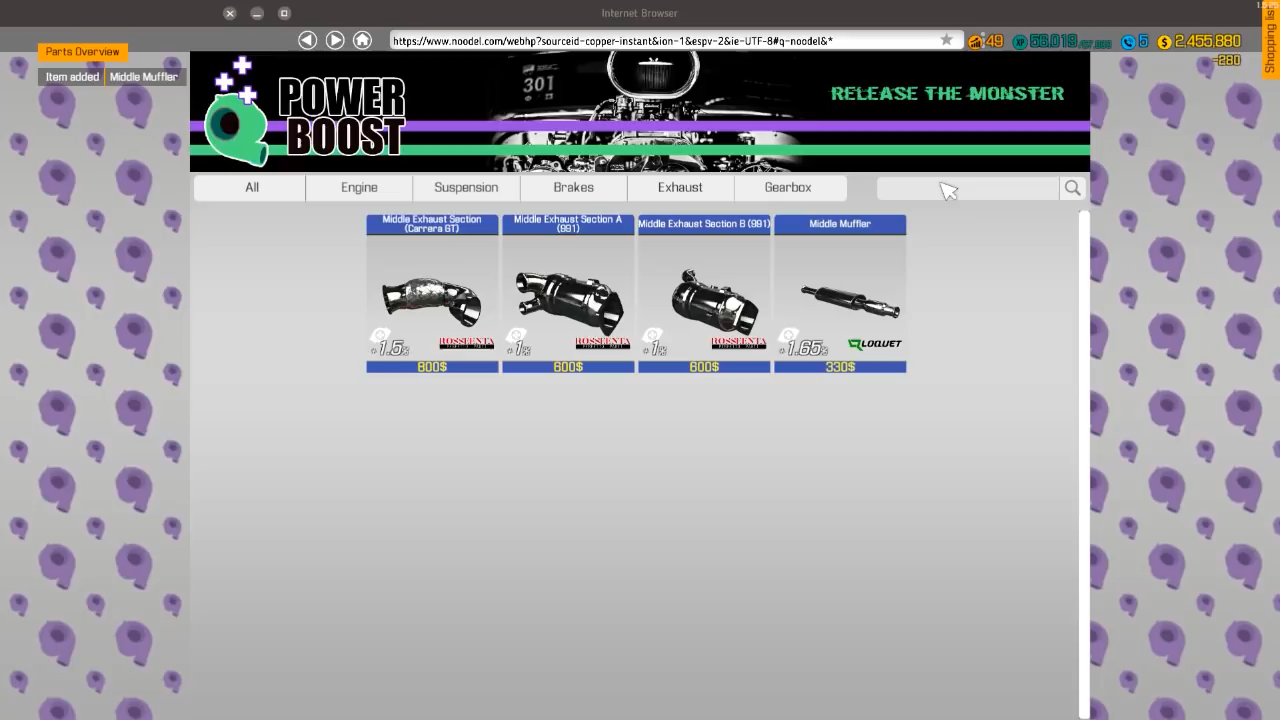 Internet Browser
https://www.noodel.com/webhp?sourceid-copper-instant&ion-1&espv-2&ie-UTF-8#q-noodel&*
49
5
$ 2,455,880
-280
Shopping list
Parts Overview
Item added Middle Muffler
POWER
BOOST
301
RELEASE THE MONSTER
All Engine Suspension Brakes Exhaust Gearbox
Middle Exhaust Section
(Carrera GT)
Middle Exhaust Section A
(991)
Middle Exhaust Section B (991)
Middle Muffler
+1.5%
+1%
+1%
+1.65%
LOQUET
800$
600$
600$
330$